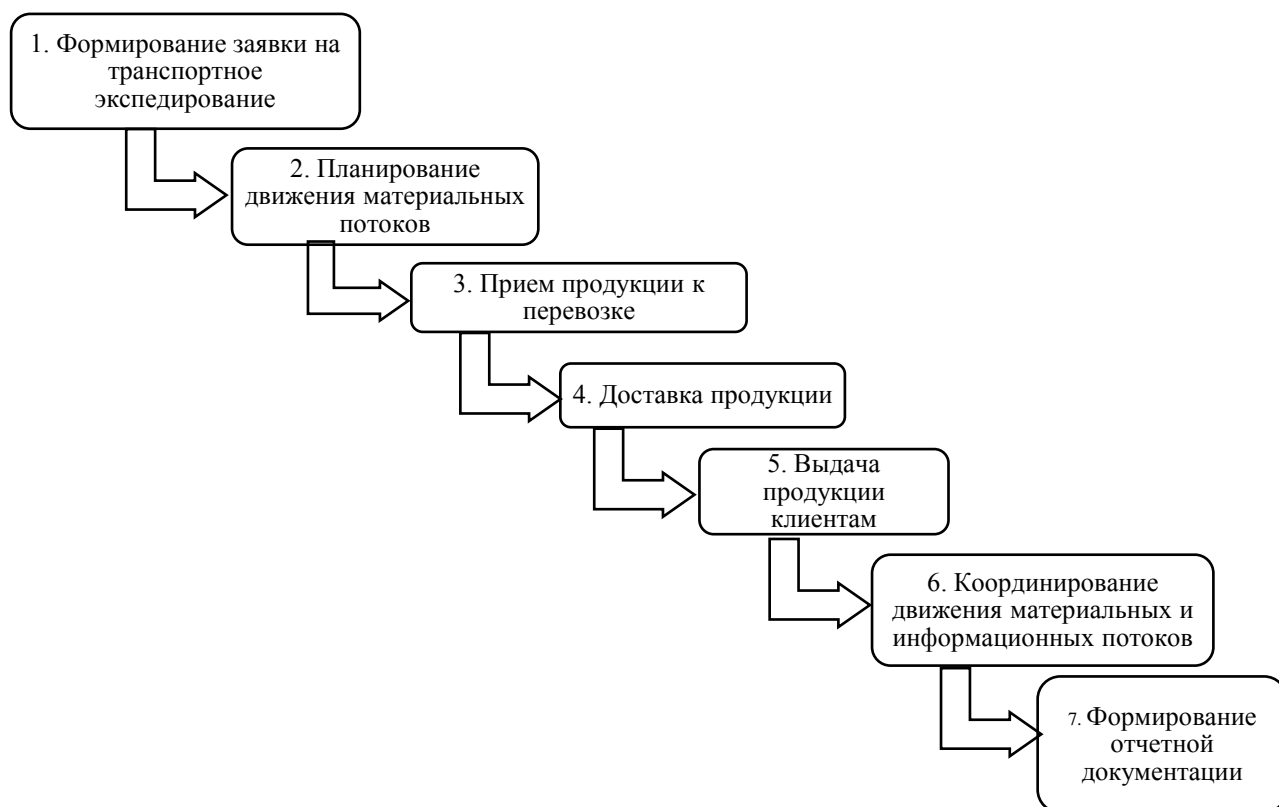 1. Формирование заявки на
транспортное
экспедирование
2. Планирование
движения материальных
потоков
3. Прием продукции к
перевозке
4. Доставка продукции
5. Выдача
продукции
клиентам
6. Координирование
движения материальных и
информационных потоков
7. Формирование
отчетной
документации